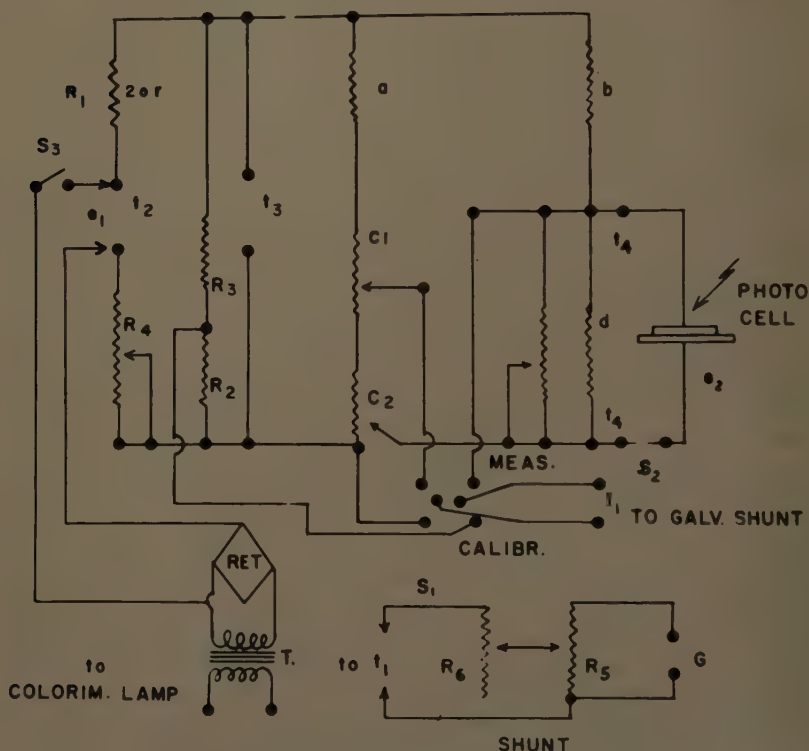 R1
2 or
a
b
S3
t2
t3
e1
C1
t4
PHOTO
CELL
R3
R4
d
R2
C2
e2
t4
MEAS.
S2
TO GALV. SHUNT
CALIBR.
RET
S1
T.
to
COLORIM. LAMP
to t1
R6
R5
G
SHUNT